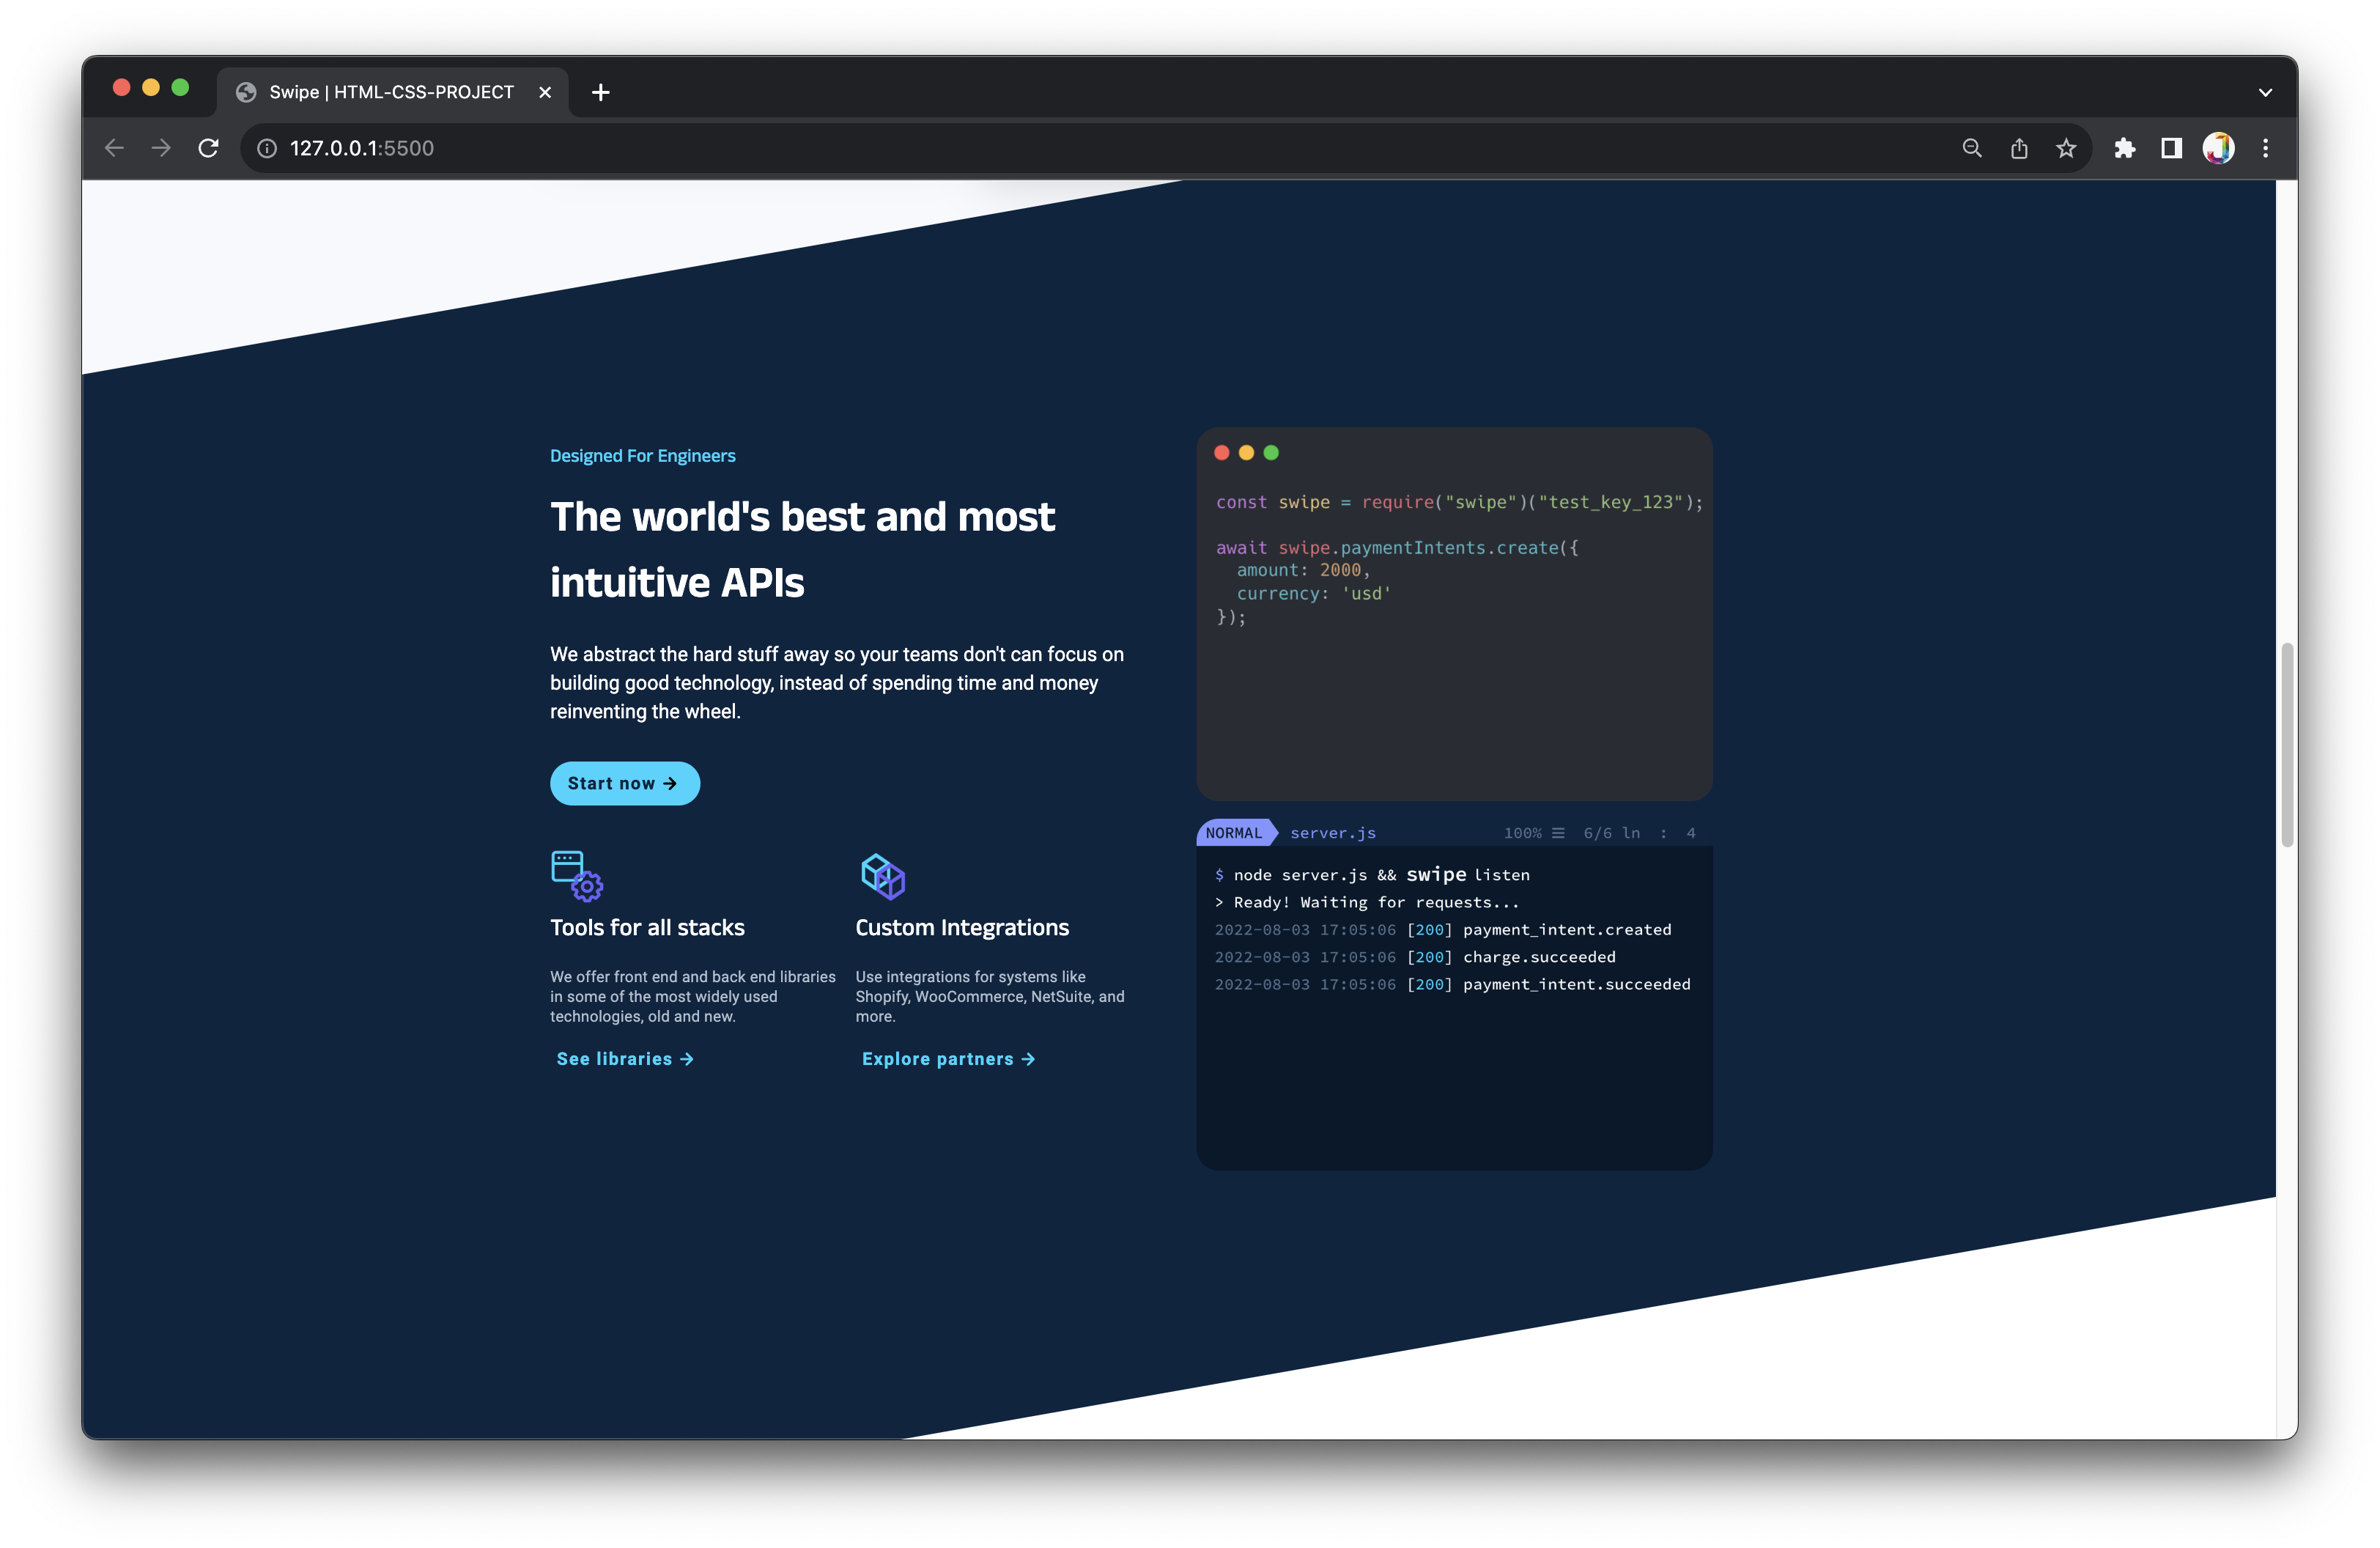 Swipe | HTML-CSS-PROJECT
127.0.0.1:5500
Designed For Engineers
The world's best and most
intuitive APIs
We abstract the hard stuff away so your teams don't can focus on
building good technology, instead of spending time and money
reinventing the wheel.
Start now →
Tools for all stacks
We offer front end and back end libraries
in some of the most widely used
technologies, old and new.
See libraries →
Custom Integrations
Use integrations for systems like
Shopify, WooCommerce, NetSuite, and
more.
Explore partners →
const swipe = require("swipe")("test_key_123");
await swipe.paymentIntents.create({
  amount: 2000,
  currency: 'usd'
});
NORMAL server.js 100% ☰ 6/6 ln : 4
$ node server.js && swipe listen
> Ready! Waiting for requests...
2022-08-03 17:05:06 [200] payment_intent.created
2022-08-03 17:05:06 [200] charge.succeeded
2022-08-03 17:05:06 [200] payment_intent.succeeded